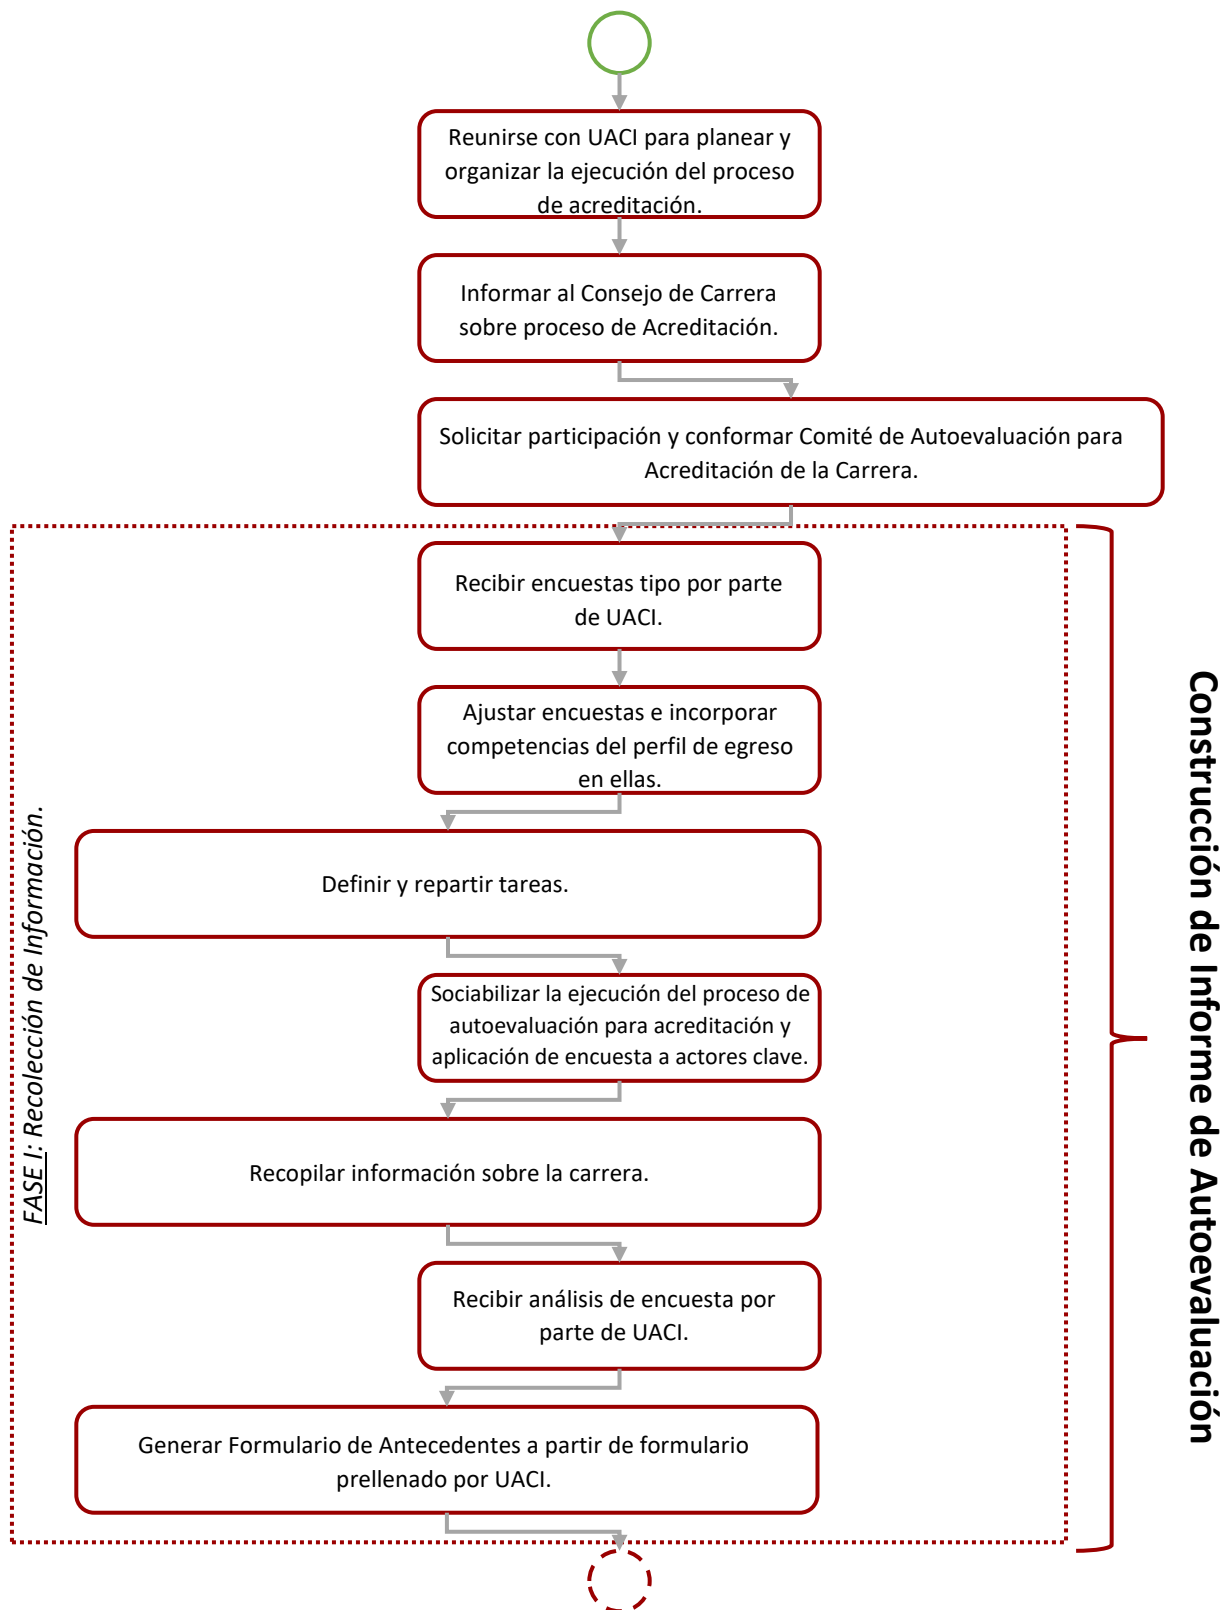 Reunirse con UACI para planear y
organizar la ejecución del proceso
de acreditación.
Informar al Consejo de Carrera
sobre proceso de Acreditación.
Solicitar participación y conformar Comité de Autoevaluación para
Acreditación de la Carrera.
Recibir encuestas tipo por parte
de UACI.
Ajustar encuestas e incorporar
competencias del perfil de egreso
en ellas.
Definir y repartir tareas.
Sociabilizar la ejecución del proceso de
autoevaluación para acreditación y
aplicación de encuesta a actores clave.
Recopilar información sobre la carrera.
Recibir análisis de encuesta por
parte de UACI.
Generar Formulario de Antecedentes a partir de formulario
prellenado por UACI.
FASE I: Recolección de Información.
Construcción de Informe de Autoevaluación